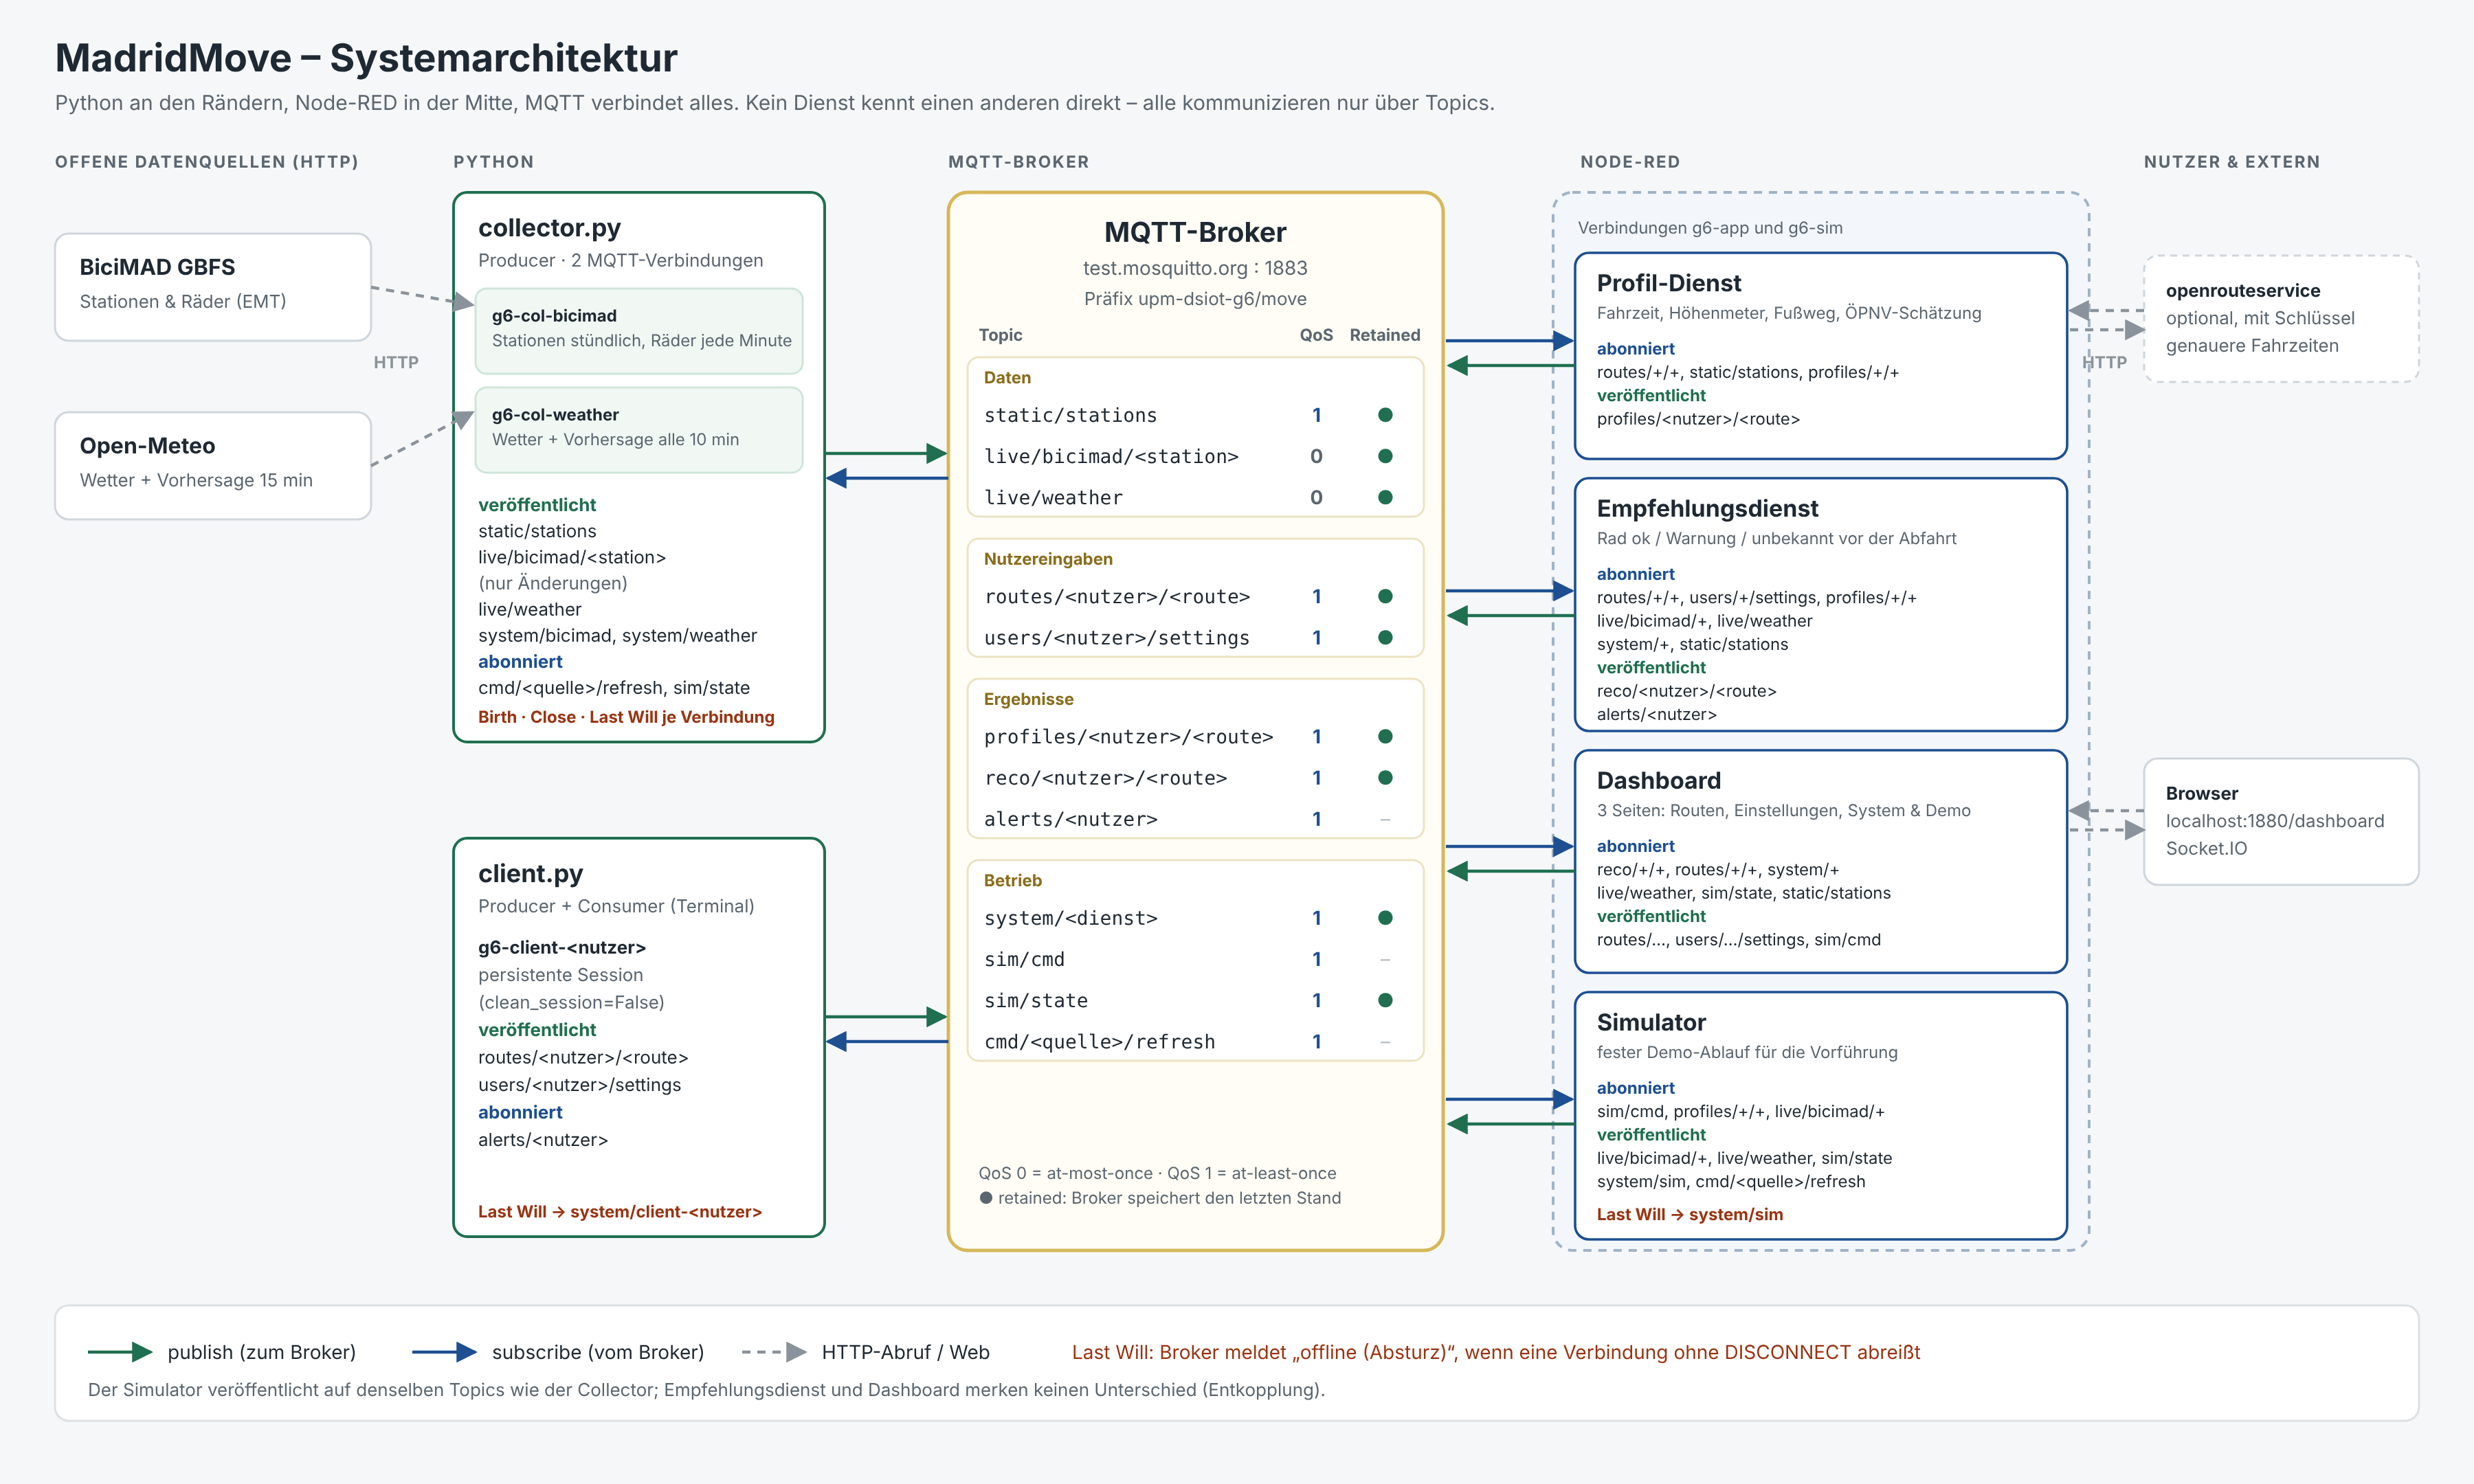 MadridMove – Systemarchitektur
Python an den Rändern, Node-RED in der Mitte, MQTT verbindet alles. Kein Dienst kennt einen anderen direkt – alle kommunizieren nur über Topics.
OFFENE DATENQUELLEN (HTTP)
BiciMAD GBFS
Stationen & Räder (EMT)
HTTP
Open-Meteo
Wetter + Vorhersage 15 min
PYTHON
collector.py
Producer · 2 MQTT-Verbindungen
g6-col-bicimad
Stationen stündlich, Räder jede Minute
g6-col-weather
Wetter + Vorhersage alle 10 min
veröffentlicht
static/stations
live/bicimad/<station>
(nur Änderungen)
live/weather
system/bicimad, system/weather
abonniert
cmd/<quelle>/refresh, sim/state
Birth · Close · Last Will je Verbindung
client.py
Producer + Consumer (Terminal)
g6-client-<nutzer>
persistente Session
(clean_session=False)
veröffentlicht
routes/<nutzer>/<route>
users/<nutzer>/settings
abonniert
alerts/<nutzer>
Last Will → system/client-<nutzer>
MQTT-BROKER
MQTT-Broker
test.mosquitto.org : 1883
Präfix upm-dsiot-g6/move
Topic QoS Retained
Daten
static/stations 1 ●
live/bicimad/<station> 0 ●
live/weather 0 ●
Nutzereingaben
routes/<nutzer>/<route> 1 ●
users/<nutzer>/settings 1 ●
Ergebnisse
profiles/<nutzer>/<route> 1 ●
reco/<nutzer>/<route> 1 ●
alerts/<nutzer> 1 –
Betrieb
system/<dienst> 1 ●
sim/cmd 1 –
sim/state 1 ●
cmd/<quelle>/refresh 1 –
QoS 0 = at-most-once · QoS 1 = at-least-once
● retained: Broker speichert den letzten Stand
NODE-RED
Verbindungen g6-app und g6-sim
Profil-Dienst
Fahrzeit, Höhenmeter, Fußweg, ÖPNV-Schätzung
abonniert
routes/+/+, static/stations, profiles/+/+
veröffentlicht
profiles/<nutzer>/<route>
Empfehlungsdienst
Rad ok / Warnung / unbekannt vor der Abfahrt
abonniert
routes/+/+, users/+/settings, profiles/+/+
live/bicimad/+, live/weather
system/+, static/stations
veröffentlicht
reco/<nutzer>/<route>
alerts/<nutzer>
Dashboard
3 Seiten: Routen, Einstellungen, System & Demo
abonniert
reco/+/+, routes/+/+, system/+
live/weather, sim/state, static/stations
veröffentlicht
routes/…, users/…/settings, sim/cmd
Simulator
fester Demo-Ablauf für die Vorführung
abonniert
sim/cmd, profiles/+/+, live/bicimad/+
veröffentlicht
live/bicimad/+, live/weather, sim/state
system/sim, cmd/<quelle>/refresh
Last Will → system/sim
NUTZER & EXTERN
openrouteservice
optional, mit Schlüssel
genauere Fahrzeiten
HTTP
Browser
localhost:1880/dashboard
Socket.IO
publish (zum Broker)
subscribe (vom Broker)
HTTP-Abruf / Web
Last Will: Broker meldet „offline (Absturz)“, wenn eine Verbindung ohne DISCONNECT abreißt
Der Simulator veröffentlicht auf denselben Topics wie der Collector; Empfehlungsdienst und Dashboard merken keinen Unterschied (Entkopplung).